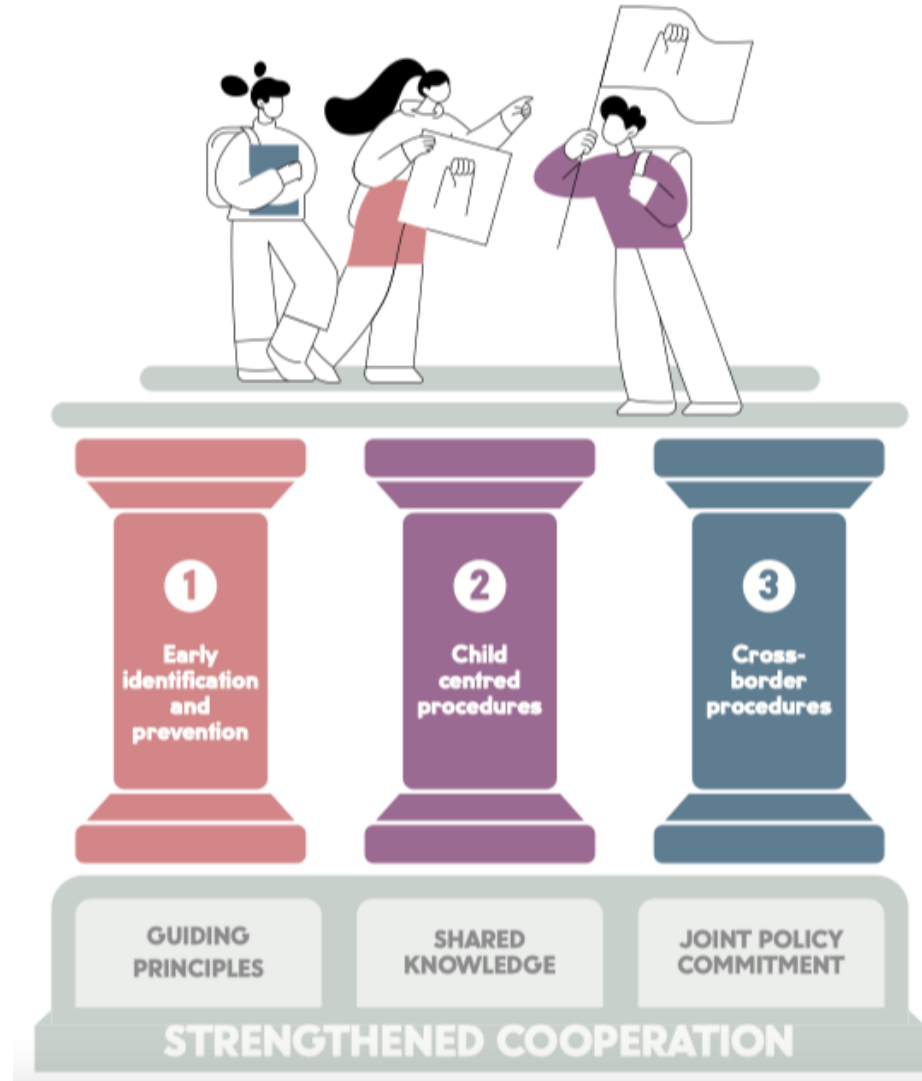 1
Early
identification
and
prevention
2
Child
centred
procedures
3
Cross-
border
procedures
GUIDING
PRINCIPLES
SHARED
KNOWLEDGE
JOINT POLICY
COMMITMENT
STRENGTHENED COOPERATION